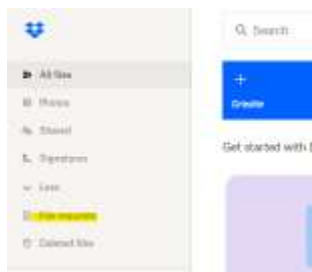 All files
Photos
Shared
Signatures
Less
File requests
Deleted files
Search
Create
Get started with